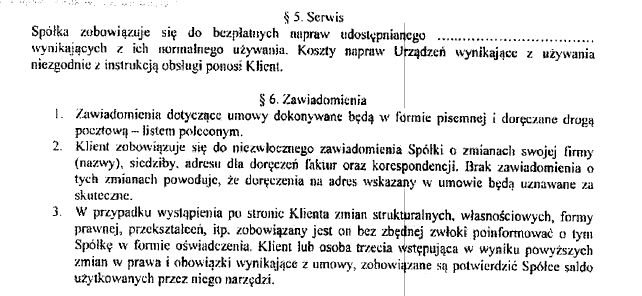 § 5. Serwis
Spółka zobowiązuje się do bezpłatnych napraw udostępnianego ................................
wynikających z ich normalnego używania. Koszty napraw Urządzeń wynikające z używania
niezgodnie z instrukcją obsługi ponosi Klient.
§ 6. Zawiadomienia
1. Zawiadomienia dotyczące umowy dokonywane będą w formie pisemnej i doręczane drogą
pocztową – listem poleconym.
2. Klient zobowiązuje się do niezwłocznego zawiadomienia Spółki o zmianach swojej firmy
(nazwy), siedziby, adresu dla doręczeń faktur oraz korespondencji. Brak zawiadomienia o
tych zmianach powoduje, że doręczenia na adres wskazany w umowie będą uznawane za
skuteczne.
3. W przypadku wystąpienia po stronie Klienta zmian strukturalnych, własnościowych, formy
prawnej, przekształceń, itp. zobowiązany jest on bez zbędnej zwłoki poinformować o tym
Spółkę w formie oświadczenia. Klient lub osoba trzecia wstępująca w wyniku powyższych
zmian w prawa i obowiązki wynikające z umowy, zobowiązane są potwierdzić Spółce saldo
użytkowanych przez niego narzędzi.